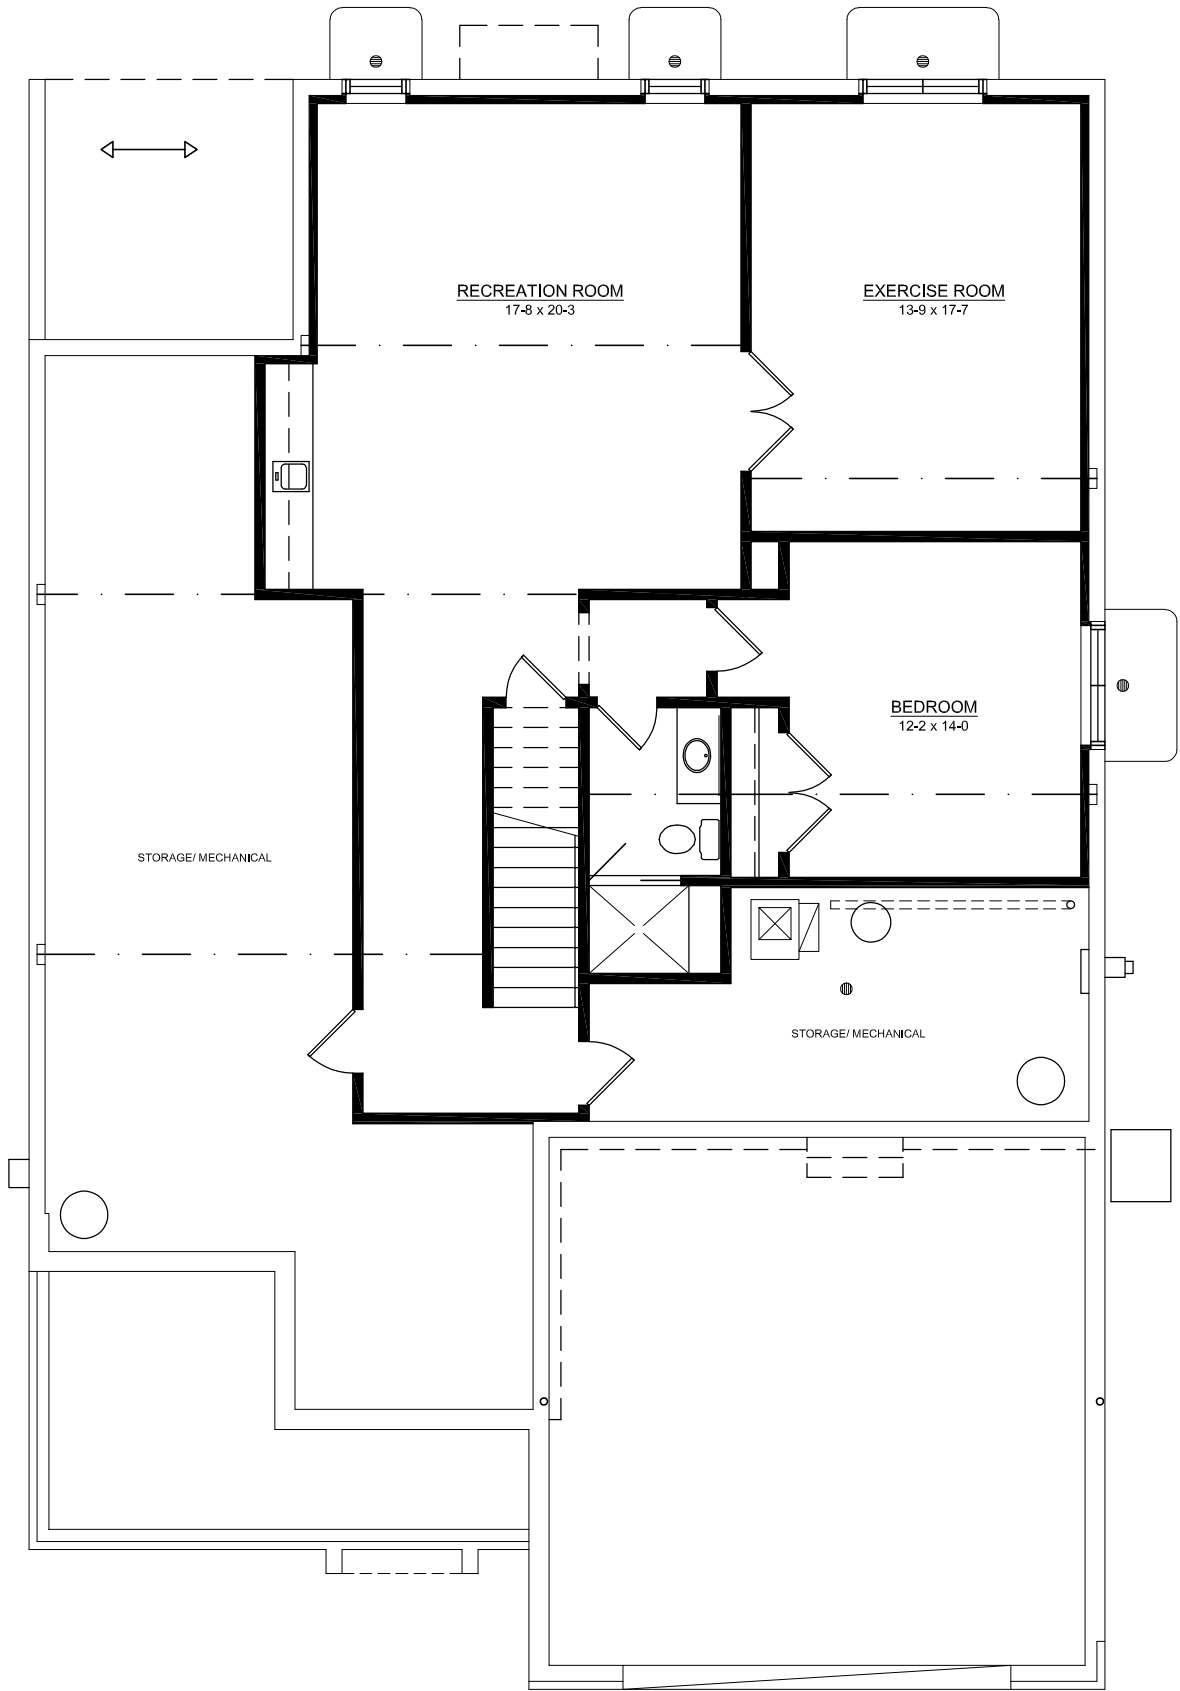 RECREATION ROOM
17-8 x 20-3
EXERCISE ROOM
13-9 x 17-7
BEDROOM
12-2 x 14-0
STORAGE/ MECHANICAL
STORAGE/ MECHANICAL